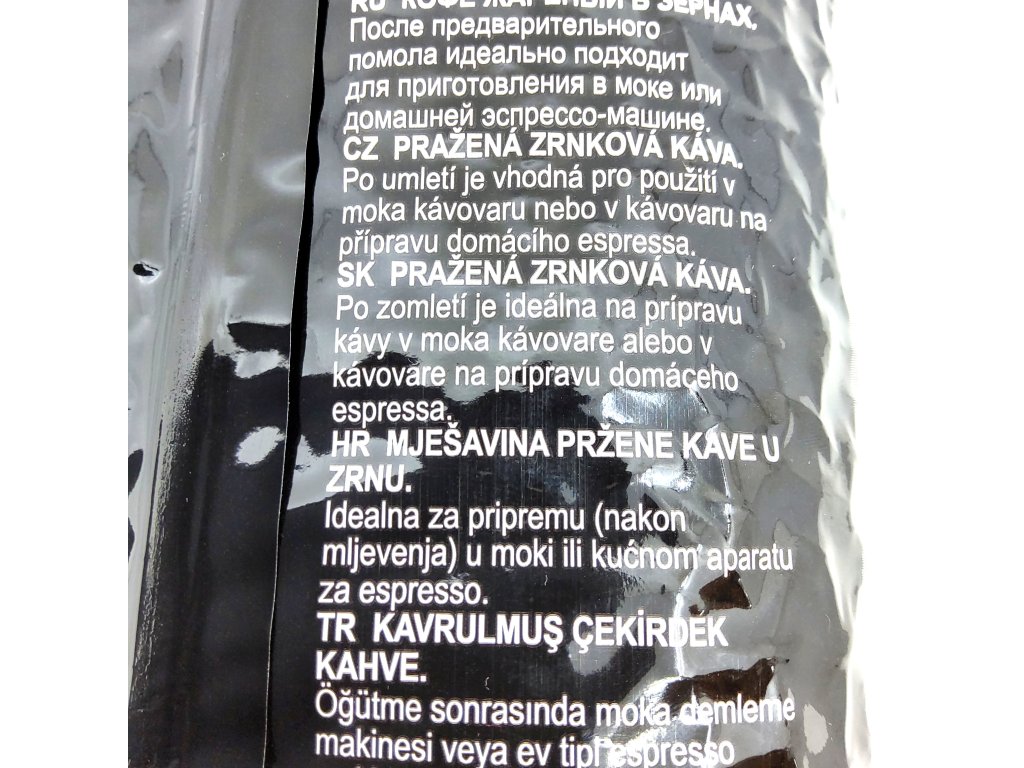 RU КОФЕ ЖАРЕНЫЙ В ЗЕРНАХ.
После предварительного
помола идеально подходит
для приготовления в моке или
домашней эспрессо-машине.
CZ PRAŽENÁ ZRNKOVÁ KÁVA.
Po umletí je vhodná pro použití v
moka kávovaru nebo v kávovaru na
přípravu domácího espressa.
SK PRAŽENÁ ZRNKOVÁ KÁVA.
Po zomletí je ideálna na prípravu
kávy v moka kávovare alebo v
kávovare na prípravu domáceho
espressa.
HR MJEŠAVINA PRŽENE KAVE U
ZRNU.
Idealna za pripremu (nakon
mljevenja) u moki ili kućnom aparatu
za espresso.
TR KAVRULMUŞ ÇEKİRDEK
KAHVE.
Öğütme sonrasında moka demleme
makinesi veya ev tipi espresso